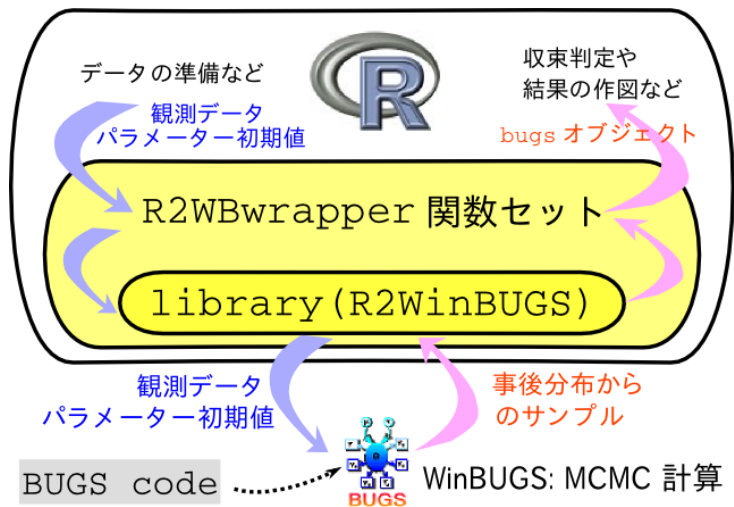 データの準備など
観測データ
パラメーター初期値
R
収束判定や
結果の作図など
bugs オブジェクト
R2WBwrapper 関数セット
library(R2WinBUGS)
観測データ
パラメーター初期値
事後分布から
のサンプル
BUGS code
BUGS
WinBUGS: MCMC 計算